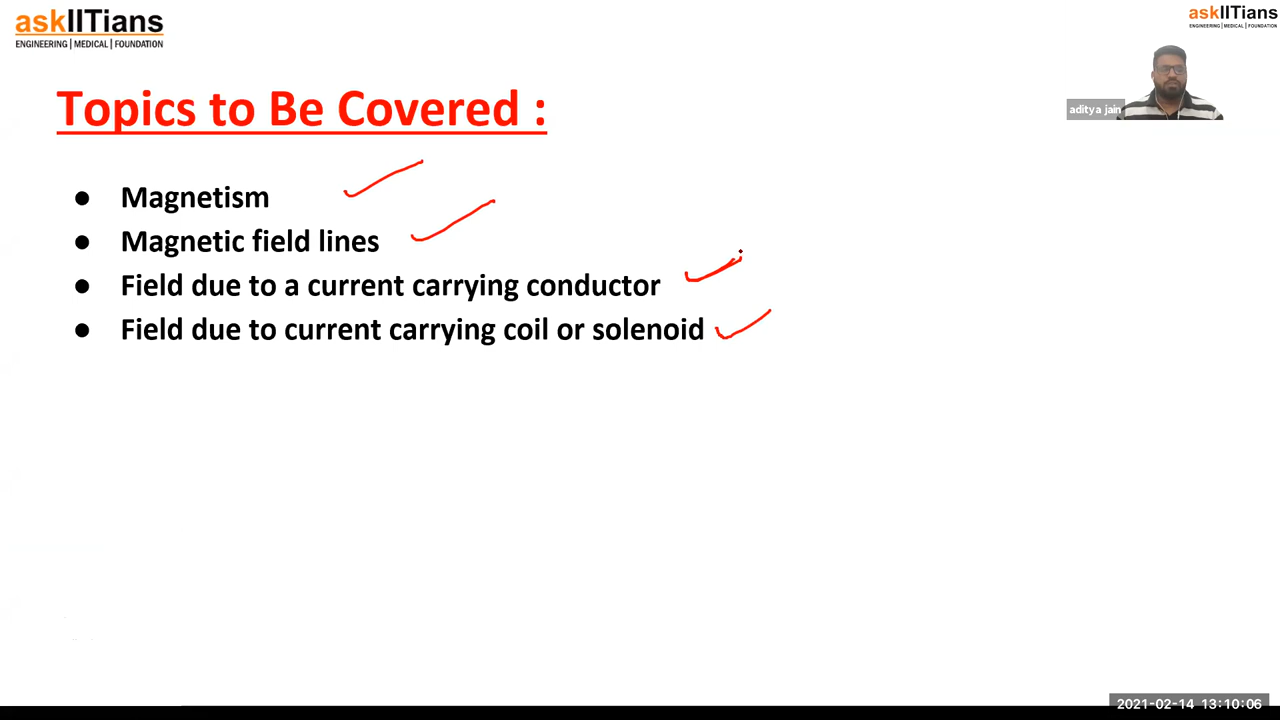 askIITians
ENGINEERING | MEDICAL | FOUNDATION
askIITians
ENGINEERING | MEDICAL | FOUNDATION
aditya jain
Topics to Be Covered :
● Magnetism
● Magnetic field lines
● Field due to a current carrying conductor
● Field due to current carrying coil or solenoid
2021-02-14 13:10:06